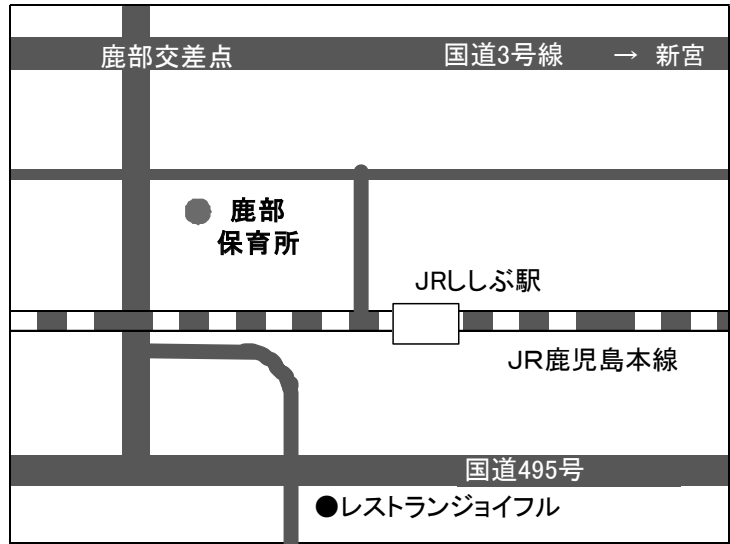 鹿部交差点
国道3号線 → 新宮
鹿部
保育所
JRししぶ駅
JR鹿児島本線
国道495号
●レストランジョイフル